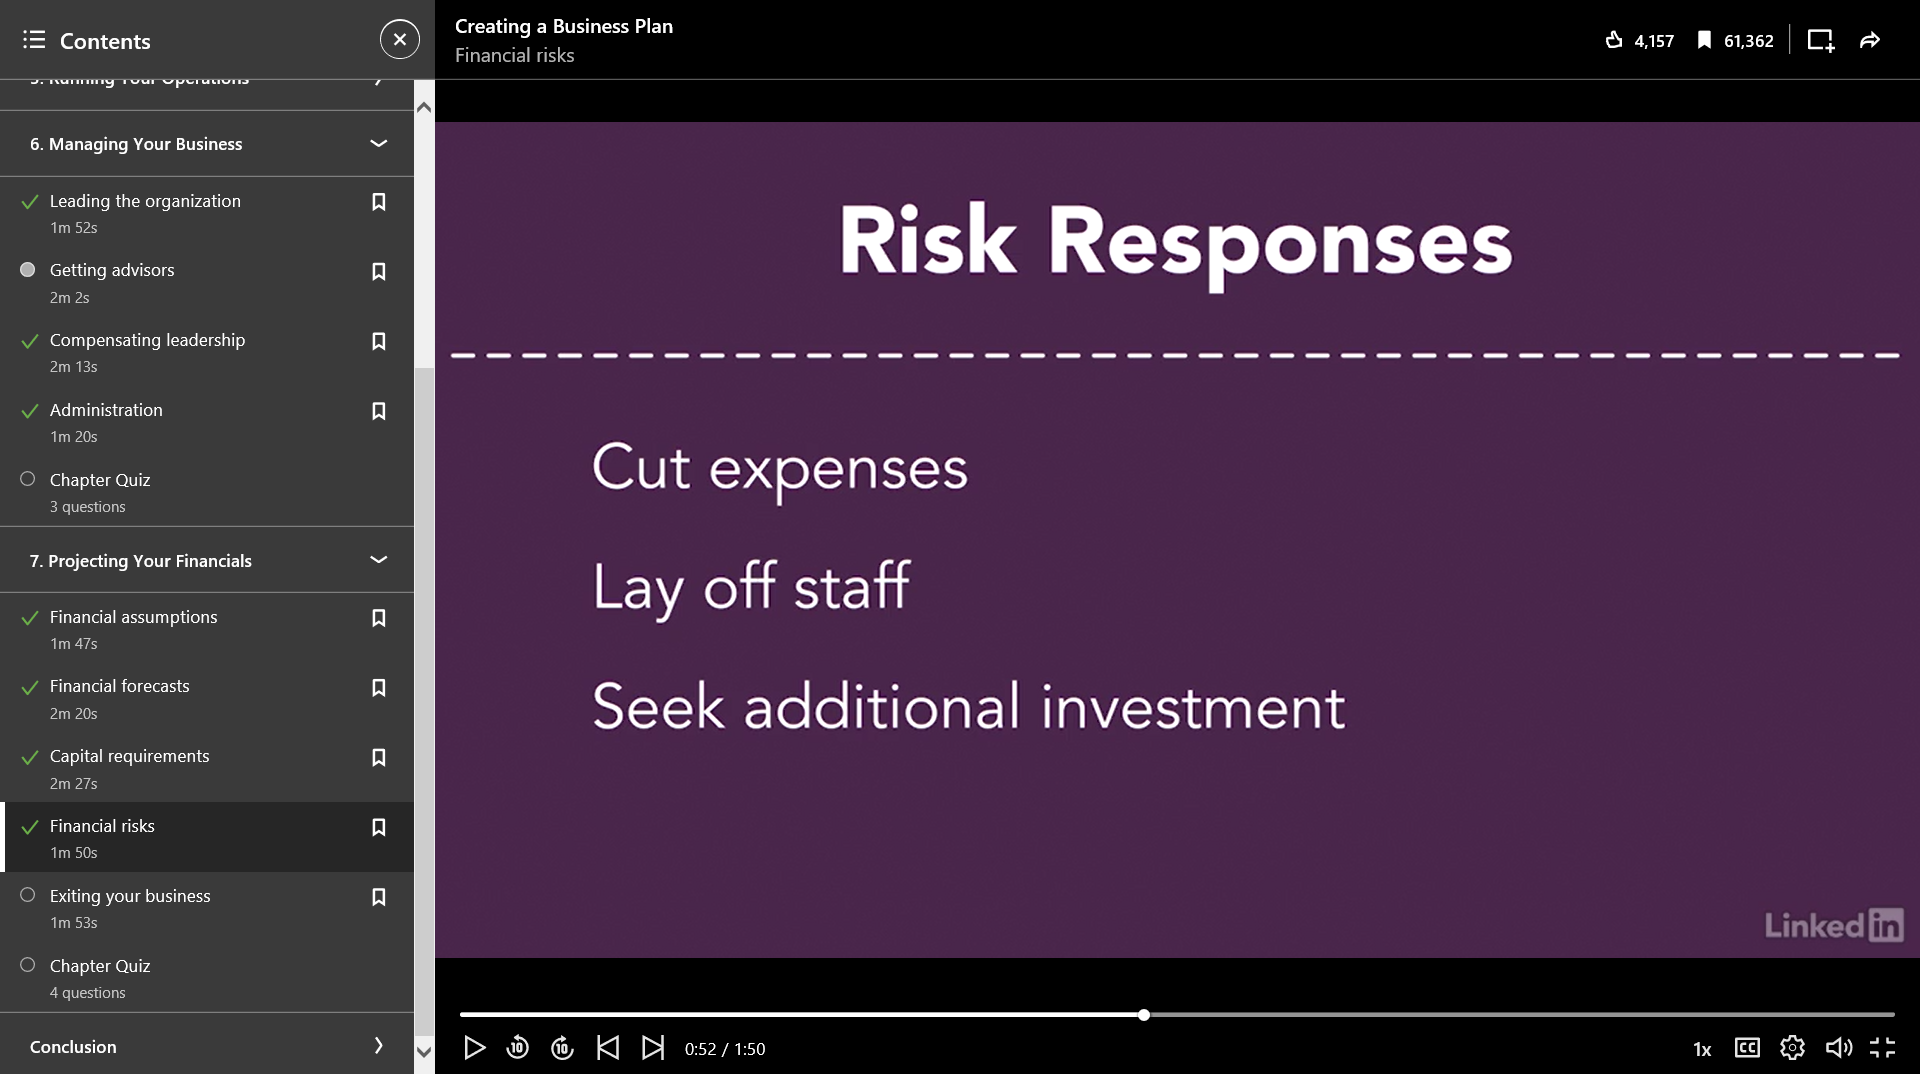 Contents
5. Running Your Operations
6. Managing Your Business
Leading the organization
1m 52s
Getting advisors
2m 2s
Compensating leadership
2m 13s
Administration
1m 20s
Chapter Quiz
3 questions
7. Projecting Your Financials
Financial assumptions
1m 47s
Financial forecasts
2m 20s
Capital requirements
2m 27s
Financial risks
1m 50s
Exiting your business
1m 53s
Chapter Quiz
4 questions
Conclusion
Creating a Business Plan
Financial risks
4,157 61,362
Risk Responses
Cut expenses
Lay off staff
Seek additional investment
Linked in
10 10 0:52 / 1:50 1x CC